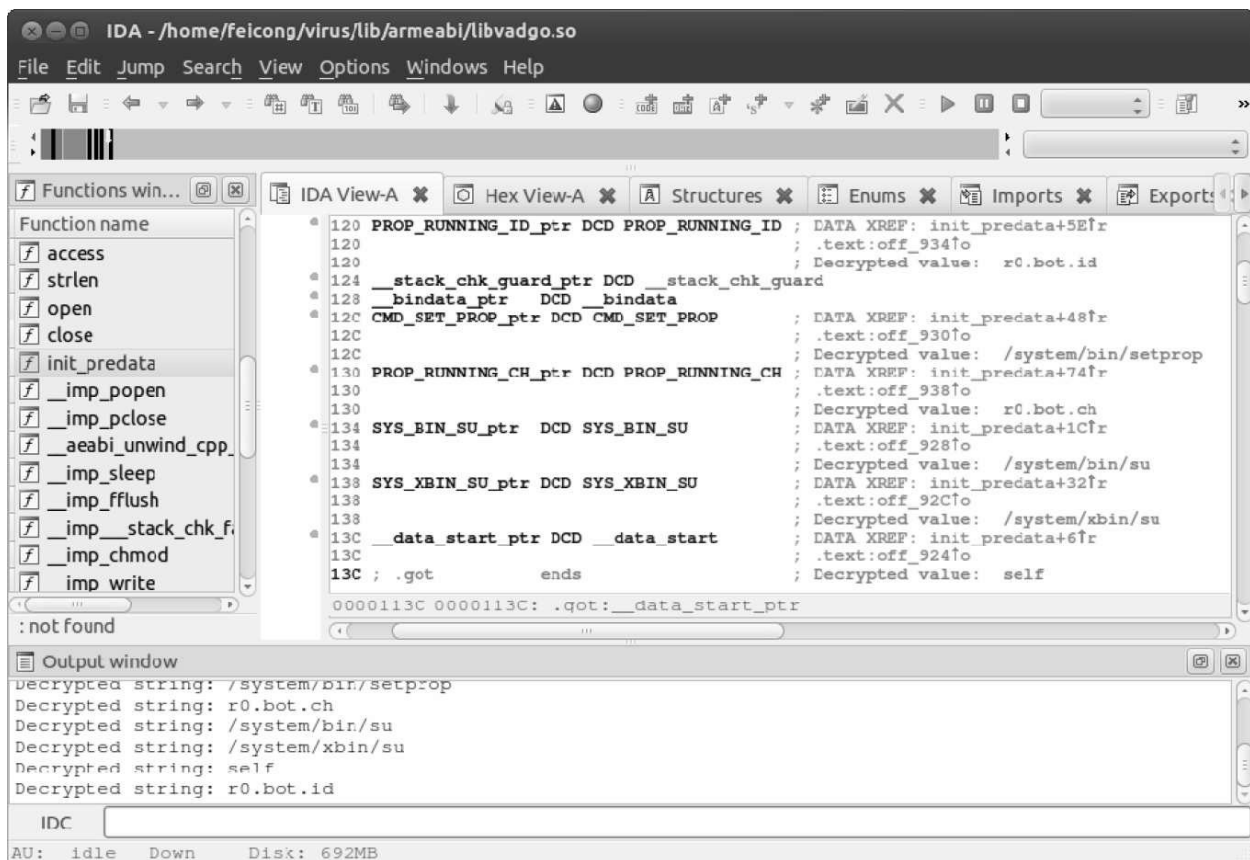 IDA - /home/feicong/virus/lib/armeabi/libvadgo.so
File Edit Jump Search View Options Windows Help
Functions win...
IDA View-A
Hex View-A
Structures
Enums
Imports
Exports
Function name
access
strlen
open
close
init_predata
__imp_popen
__imp_pclose
__aeabi_unwind_cpp_
__imp_sleep
__imp_fflush
__imp___stack_chk_f
__imp_chmod
__imp_write
: not found
120 PROP_RUNNING_ID_ptr DCD PROP_RUNNING_ID ; DATA XREF: init_predata+5E↑r
120 ; .text:off_934↑o
120 ; Decrypted value: r0.bot.id
124 __stack_chk_guard_ptr DCD __stack_chk_guard
128 __bindata_ptr DCD __bindata
12C CMD_SET_PROP_ptr DCD CMD_SET_PROP ; DATA XREF: init_predata+48↑r
12C ; .text:off_930↑o
12C ; Decrypted value: /system/bin/setprop
130 PROP_RUNNING_CH_ptr DCD PROP_RUNNING_CH ; DATA XREF: init_predata+74↑r
130 ; .text:off_938↑o
130 ; Decrypted value: r0.bot.ch
134 SYS_BIN_SU_ptr DCD SYS_BIN_SU ; DATA XREF: init_predata+1C↑r
134 ; .text:off_928↑o
134 ; Decrypted value: /system/bin/su
138 SYS_XBIN_SU_ptr DCD SYS_XBIN_SU ; DATA XREF: init_predata+32↑r
138 ; .text:off_92C↑o
138 ; Decrypted value: /system/xbin/su
13C __data_start_ptr DCD __data_start ; DATA XREF: init_predata+6↑r
13C ; .text:off_924↑o
13C ; .got ends ; Decrypted value: self
0000113C 0000113C: .got:__data_start_ptr
Output window
Decrypted string: /system/bin/setprop
Decrypted string: r0.bot.ch
Decrypted string: /system/bin/su
Decrypted string: /system/xbin/su
Decrypted string: self
Decrypted string: r0.bot.id
IDC
AU: idle Down Disk: 692MB